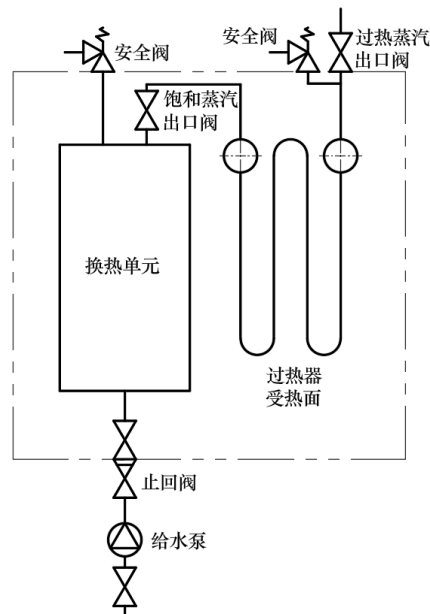 安全阀
安全阀
过热蒸汽
出口阀
饱和蒸汽
出口阀
换热单元
过热器
受热面
止回阀
给水泵